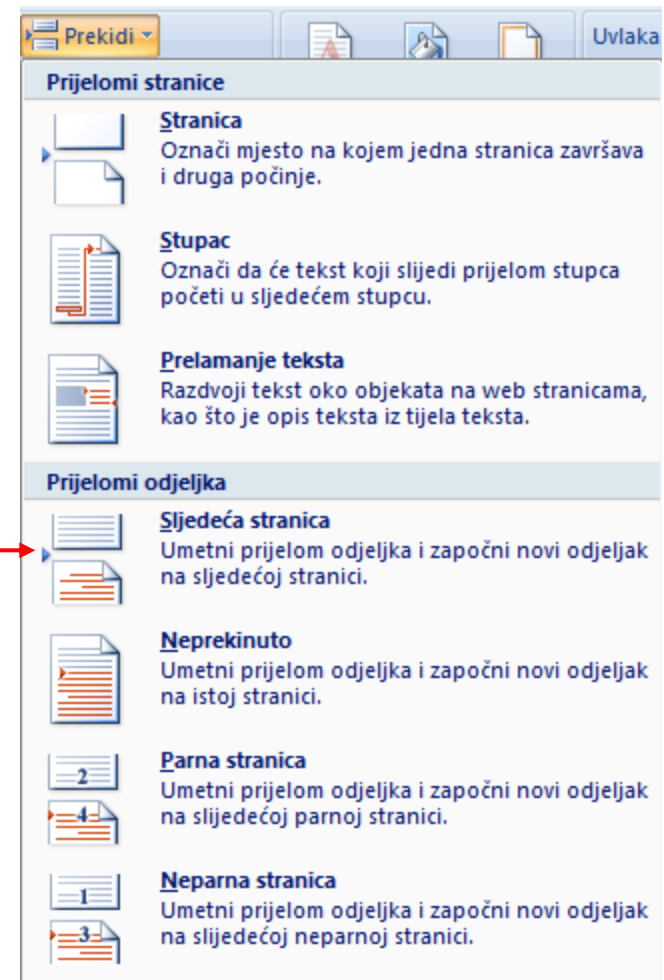 Prekidi
Uvlaka
Prijelomi stranice
Stranica
Označi mjesto na kojem jedna stranica završava
i druga počinje.
Stupac
Označi da će tekst koji slijedi prijelom stupca
početi u sljedećem stupcu.
Prelamanje teksta
Razdvoji tekst oko objekata na web stranicama,
kao što je opis teksta iz tijela teksta.
Prijelomi odjeljka
Sljedeća stranica
Umetni prijelom odjeljka i započni novi odjeljak
na sljedećoj stranici.
Neprekinuto
Umetni prijelom odjeljka i započni novi odjeljak
na istoj stranici.
Parna stranica
2
Umetni prijelom odjeljka i započni novi odjeljak
4
na slijedećoj parnoj stranici.
Neparna stranica
1
Umetni prijelom odjeljka i započni novi odjeljak
3
na slijedećoj neparnoj stranici.